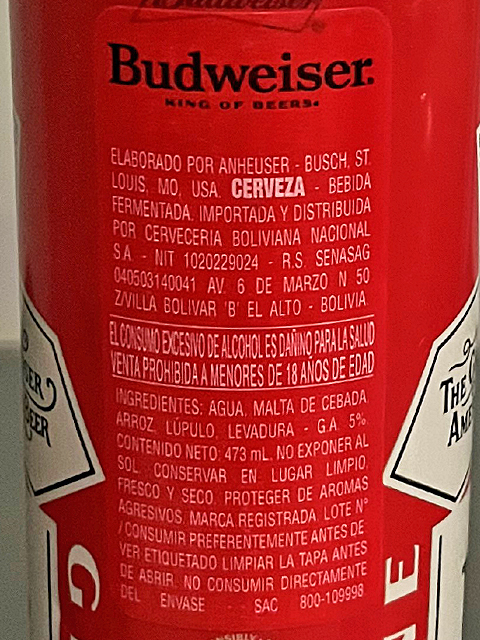 Budweiser
Budweiser.
KING OF BEERS.
ELABORADO POR ANHEUSER - BUSCH, ST.
LOUIS, MO, USA. CERVEZA - BEBIDA
FERMENTADA. IMPORTADA Y DISTRIBUIDA
POR CERVECERIA BOLIVIANA NACIONAL
S.A. - NIT 1020229024 - R.S. SENASAG
040503140041 AV. 6 DE MARZO N 50
Z/VILLA BOLIVAR 'B' EL ALTO - BOLIVIA.
EL CONSUMO EXCESIVO DE ALCOHOL ES DAÑINO PARA LA SALUD
VENTA PROHIBIDA A MENORES DE 18 AÑOS DE EDAD
INGREDIENTES: AGUA, MALTA DE CEBADA,
ARROZ, LÚPULO, LEVADURA - G.A. 5%.
CONTENIDO NETO: 473 mL. NO EXPONER AL
SOL. CONSERVAR EN LUGAR LIMPIO,
FRESCO Y SECO. PROTEGER DE AROMAS
AGRESIVOS. MARCA REGISTRADA. LOTE N°
/ CONSUMIR PREFERENTEMENTE ANTES DE:
VER ETIQUETADO LIMPIAR LA TAPA ANTES
DE ABRIR. NO CONSUMIR DIRECTAMENTE
DEL ENVASE - SAC 800-109998
BEER
THE
AME
G
E